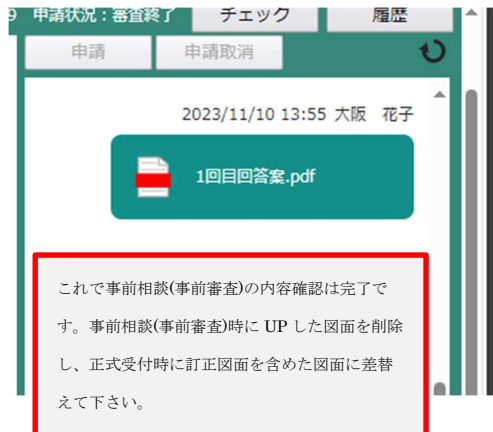 9 申請状況：審査終了 チェック 履歴
申請 申請取消
2023/11/10 13:55 大阪 花子
1回目回答案.pdf
これで事前相談(事前審査)の内容確認は完了で
す。事前相談(事前審査)時に UP した図面を削除
し、正式受付時に訂正図面を含めた図面に差替
えて下さい。